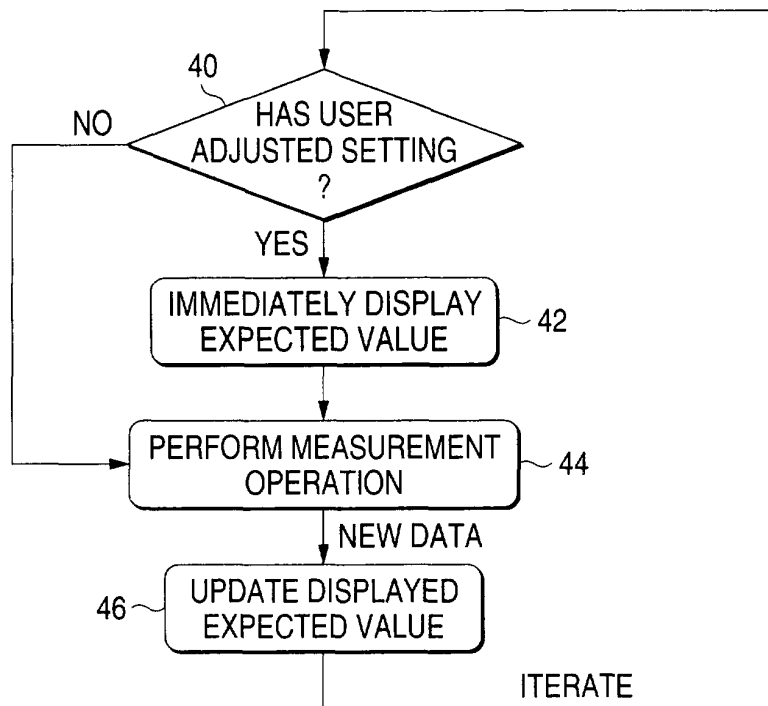 40
HAS USER
ADJUSTED SETTING
?
NO
YES
IMMEDIATELY DISPLAY
EXPECTED VALUE
42
PERFORM MEASUREMENT
OPERATION
44
NEW DATA
UPDATE DISPLAYED
EXPECTED VALUE
46
ITERATE